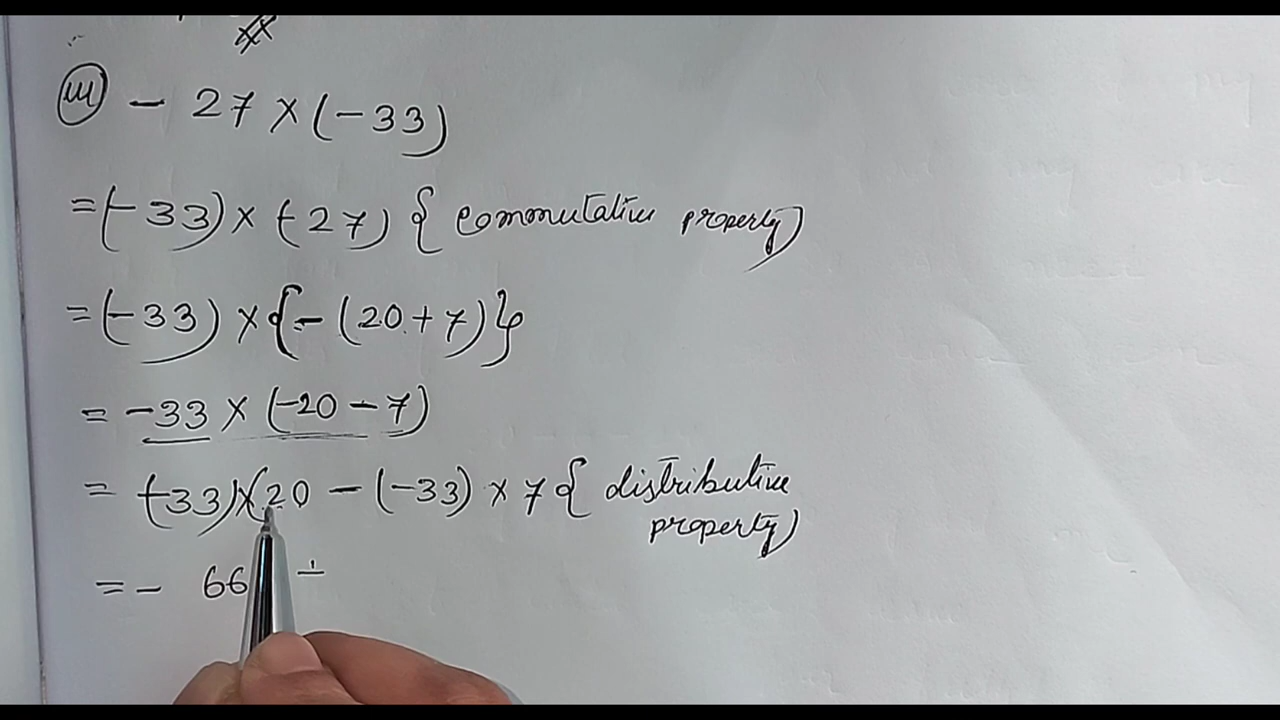 (iii) - 27 × (-33)
= (-33) × (-27) { commutative property)
= (-33) × {-(20+7)}
= -33 × (-20-7)
= (-33)×(20 - (-33) × 7 { distributive
property)
= - 66